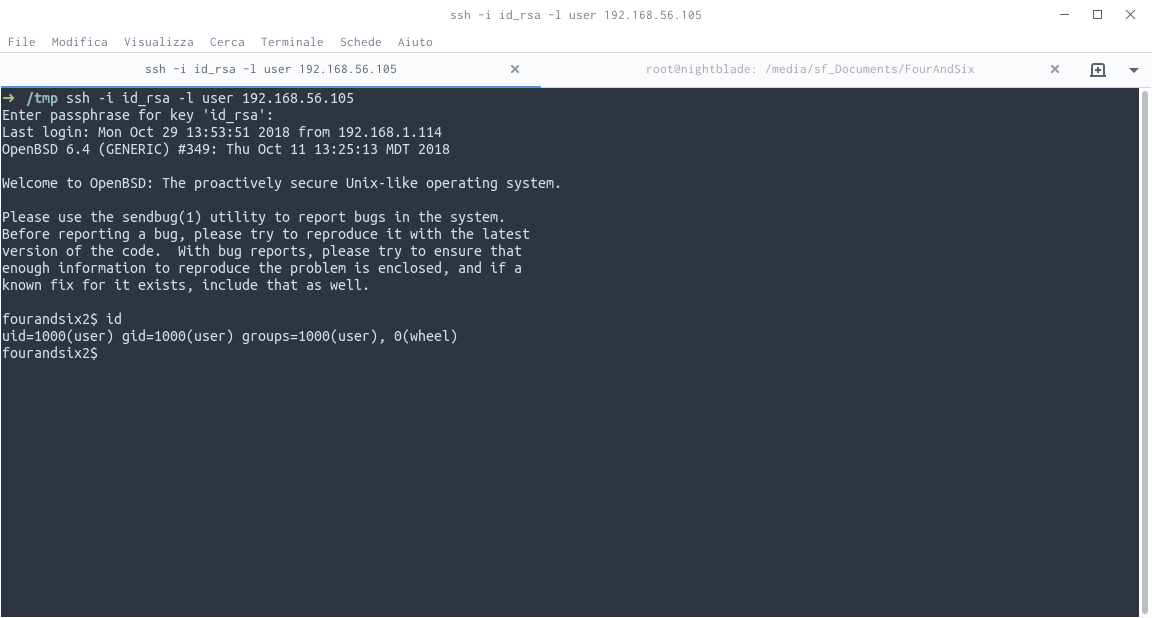 ssh -i id_rsa -l user 192.168.56.105
File Modifica Visualizza Cerca Terminale Schede Aiuto
ssh -i id_rsa -l user 192.168.56.105 root@nightblade: /media/sf_Documents/FourAndSix
→ /tmp ssh -i id_rsa -l user 192.168.56.105
Enter passphrase for key 'id_rsa':
Last login: Mon Oct 29 13:53:51 2018 from 192.168.1.114
OpenBSD 6.4 (GENERIC) #349: Thu Oct 11 13:25:13 MDT 2018
Welcome to OpenBSD: The proactively secure Unix-like operating system.
Please use the sendbug(1) utility to report bugs in the system.
Before reporting a bug, please try to reproduce it with the latest
version of the code.  With bug reports, please try to ensure that
enough information to reproduce the problem is enclosed, and if a
known fix for it exists, include that as well.
fourandsix2$ id
uid=1000(user) gid=1000(user) groups=1000(user), 0(wheel)
fourandsix2$